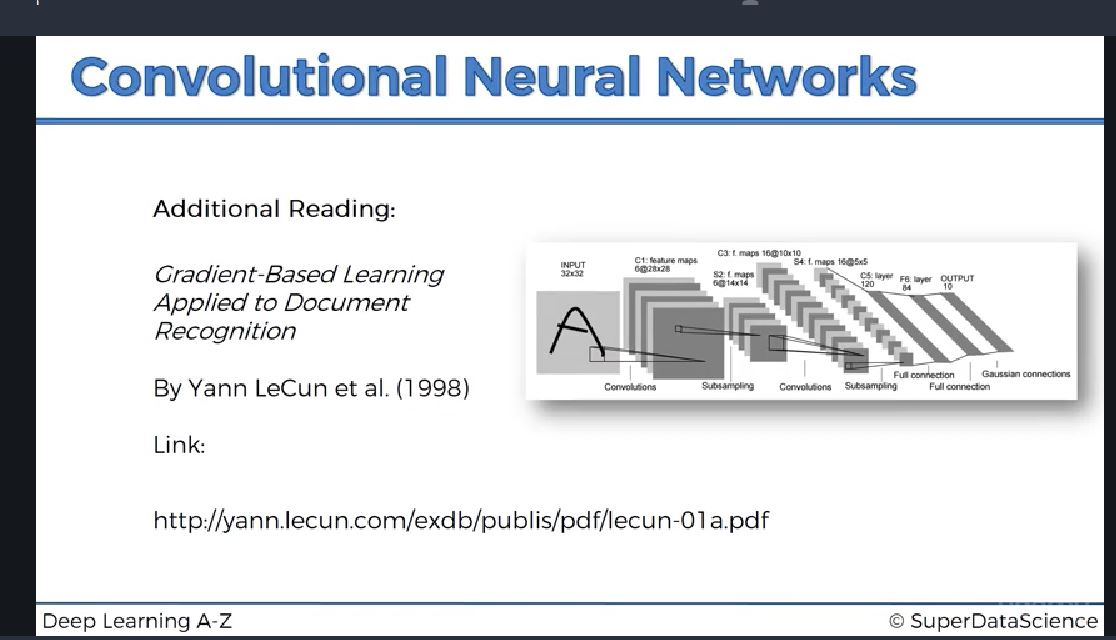 Convolutional Neural Networks
Additional Reading:
Gradient-Based Learning
Applied to Document
Recognition
By Yann LeCun et al. (1998)
Link:
http://yann.lecun.com/exdb/publis/pdf/lecun-01a.pdf
INPUT
32x32
C1: feature maps
6@28x28
S2: f. maps
6@14x14
C3: f. maps 16@10x10
S4: f. maps 16@5x5
C5: layer
120
F6: layer
84
OUTPUT
10
A
Convolutions
Subsampling
Convolutions
Subsampling
Full connection
Full connection
Gaussian connections
Deep Learning A-Z
© SuperDataScience